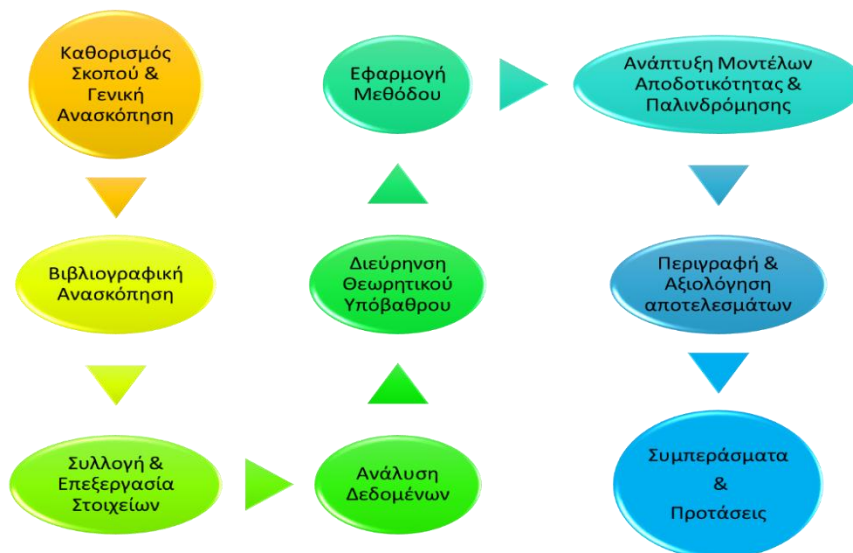 Καθορισμός
Σκοπού &
Γενική
Ανασκόπηση
Βιβλιογραφική
Ανασκόπηση
Συλλογή &
Επεξεργασία
Στοιχείων
Ανάλυση
Δεδομένων
Διεύρηνση
Θεωρητικού
Υπόβαθρου
Εφαρμογή
Μεθόδου
Ανάπτυξη Μοντέλων
Αποδοτικότητας &
Παλινδρόμησης
Περιγραφή &
Αξιολόγηση
αποτελεσμάτων
Συμπεράσματα
&
Προτάσεις